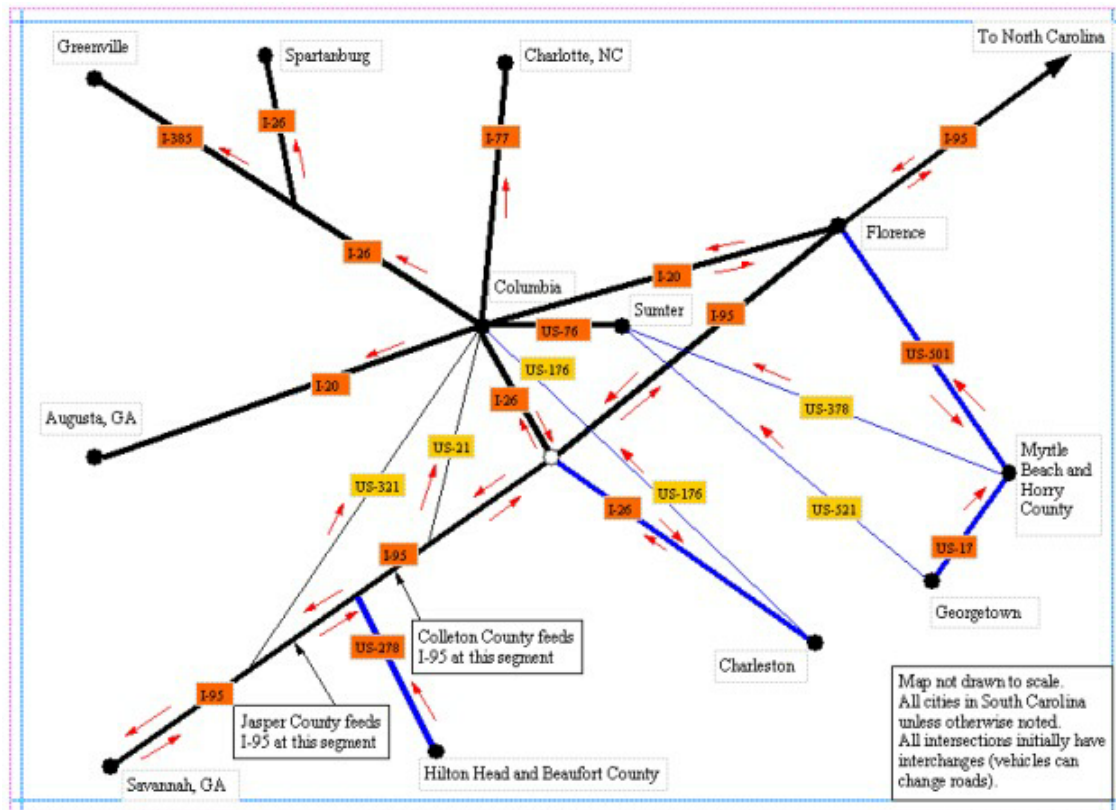 To North Carolina
Greenville
Spartanburg
Charlotte, NC
I-385
I-26
I-77
I-95
Florence
I-26
I-20
Columbia
Sumter
I-95
US-76
US-501
US-176
I-20
I-26
US-378
Augusta, GA
US-21
Myrtle
Beach and
Horry
County
US-321
US-176
I-26
US-521
I-95
US-17
Georgetown
Colleton County feeds
I-95 at this segment
US-278
Charleston
I-95
Jasper County feeds
I-95 at this segment
Map not drawn to scale.
All cities in South Carolina
unless otherwise noted.
All intersections initially have
interchanges (vehicles can
change roads).
Savannah, GA
Hilton Head and Beaufort County